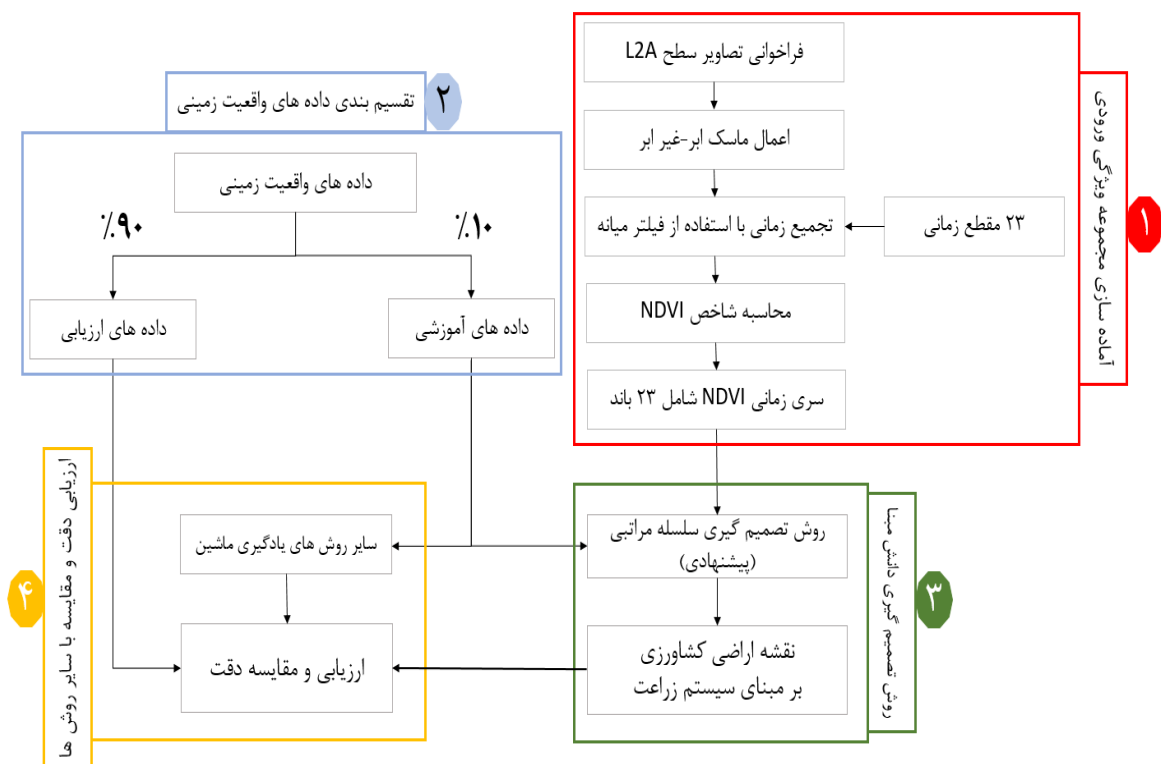 ۱
آماده سازی مجموعه ویژگی ورودی
فراخوانی تصاویر سطح L2A
اعمال ماسک ابر-غیر ابر
۲۳ مقطع زمانی
تجمیع زمانی با استفاده از فیلتر میانه
محاسبه شاخص NDVI
سری زمانی NDVI شامل ۲۳ باند
۲
تقسیم بندی داده های واقعیت زمینی
داده های واقعیت زمینی
٪۱۰
٪۹۰
داده های آموزشی
داده های ارزیابی
۳
روش تصمیم گیری دانش مبنا
روش تصمیم گیری سلسله مراتبی
(پیشنهادی)
نقشه اراضی کشاورزی
بر مبنای سیستم زراعت
۴
ارزیابی دقت و مقایسه با سایر روش ها
سایر روش های یادگیری ماشین
ارزیابی و مقایسه دقت